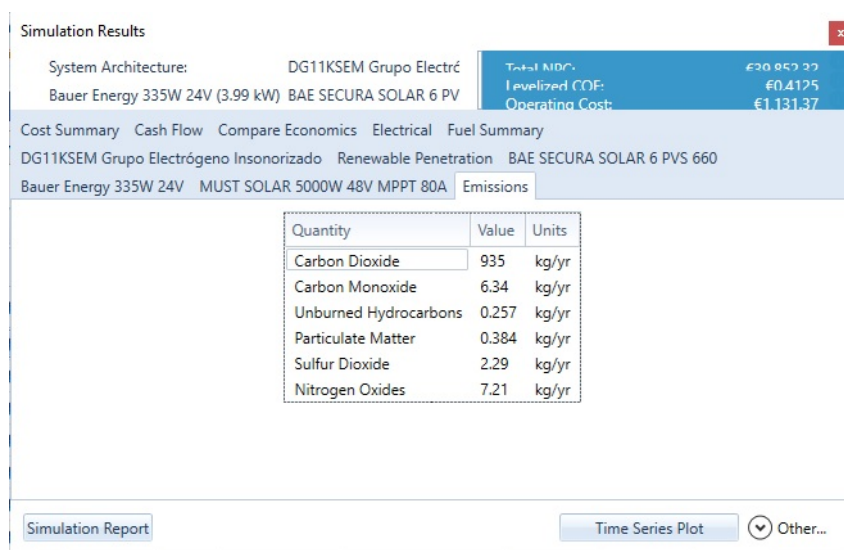 Simulation Results
x
System Architecture: DG11KSEM Grupo Electró
Bauer Energy 335W 24V (3.99 kW) BAE SECURA SOLAR 6 PV
Total NPC: €39.852,32
Levelized COE: €0.4125
Operating Cost: €1.131,37
Cost Summary Cash Flow Compare Economics Electrical Fuel Summary
DG11KSEM Grupo Electrógeno Insonorizado Renewable Penetration BAE SECURA SOLAR 6 PVS 660
Bauer Energy 335W 24V MUST SOLAR 5000W 48V MPPT 80A Emissions
Quantity Value Units
Carbon Dioxide 935 kg/yr
Carbon Monoxide 6.34 kg/yr
Unburned Hydrocarbons 0.257 kg/yr
Particulate Matter 0.384 kg/yr
Sulfur Dioxide 2.29 kg/yr
Nitrogen Oxides 7.21 kg/yr
Simulation Report Time Series Plot Other...